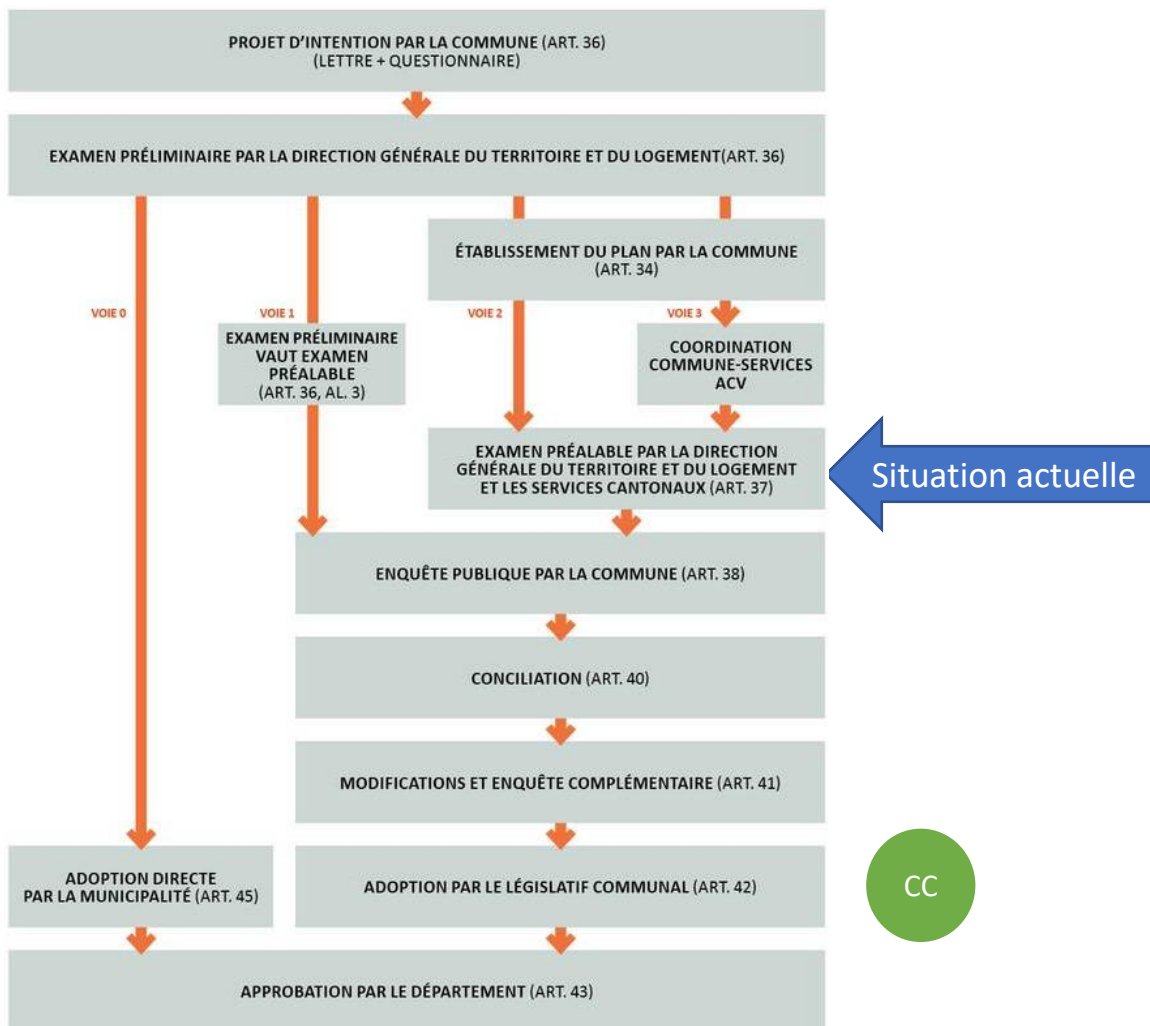 PROJET D'INTENTION PAR LA COMMUNE (ART. 36)
(LETTRE + QUESTIONNAIRE)
EXAMEN PRÉLIMINAIRE PAR LA DIRECTION GÉNÉRALE DU TERRITOIRE ET DU LOGEMENT(ART. 36)
ÉTABLISSEMENT DU PLAN PAR LA COMMUNE
(ART. 34)
VOIE 0
VOIE 1
VOIE 2
VOIE 3
EXAMEN PRÉLIMINAIRE
VAUT EXAMEN
PRÉALABLE
(ART. 36, AL. 3)
COORDINATION
COMMUNE-SERVICES
ACV
EXAMEN PRÉALABLE PAR LA DIRECTION
GÉNÉRALE DU TERRITOIRE ET DU LOGEMENT
ET LES SERVICES CANTONAUX (ART. 37)
Situation actuelle
ENQUÊTE PUBLIQUE PAR LA COMMUNE (ART. 38)
CONCILIATION (ART. 40)
MODIFICATIONS ET ENQUÊTE COMPLÉMENTAIRE (ART. 41)
ADOPTION DIRECTE
PAR LA MUNICIPALITÉ (ART. 45)
ADOPTION PAR LE LÉGISLATIF COMMUNAL (ART. 42)
CC
APPROBATION PAR LE DÉPARTEMENT (ART. 43)